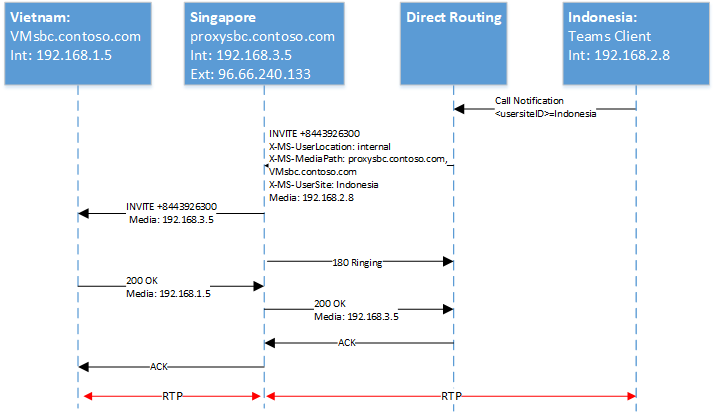 Vietnam:
VMsbc.contoso.com
Int: 192.168.1.5
Singapore
proxysbc.contoso.com
Int: 192.168.3.5
Ext: 96.66.240.133
Direct Routing
Indonesia:
Teams Client
Int: 192.168.2.8
Call Notification
<usersiteID>=Indonesia
INVITE +8443926300
X-MS-UserLocation: internal
X-MS-MediaPath: proxysbc.contoso.com,
VMsbc.contoso.com
X-MS-UserSite: Indonesia
Media: 192.168.2.8
INVITE +8443926300
Media: 192.168.3.5
180 Ringing
200 OK
Media: 192.168.1.5
200 OK
Media: 192.168.3.5
ACK
ACK
RTP
RTP